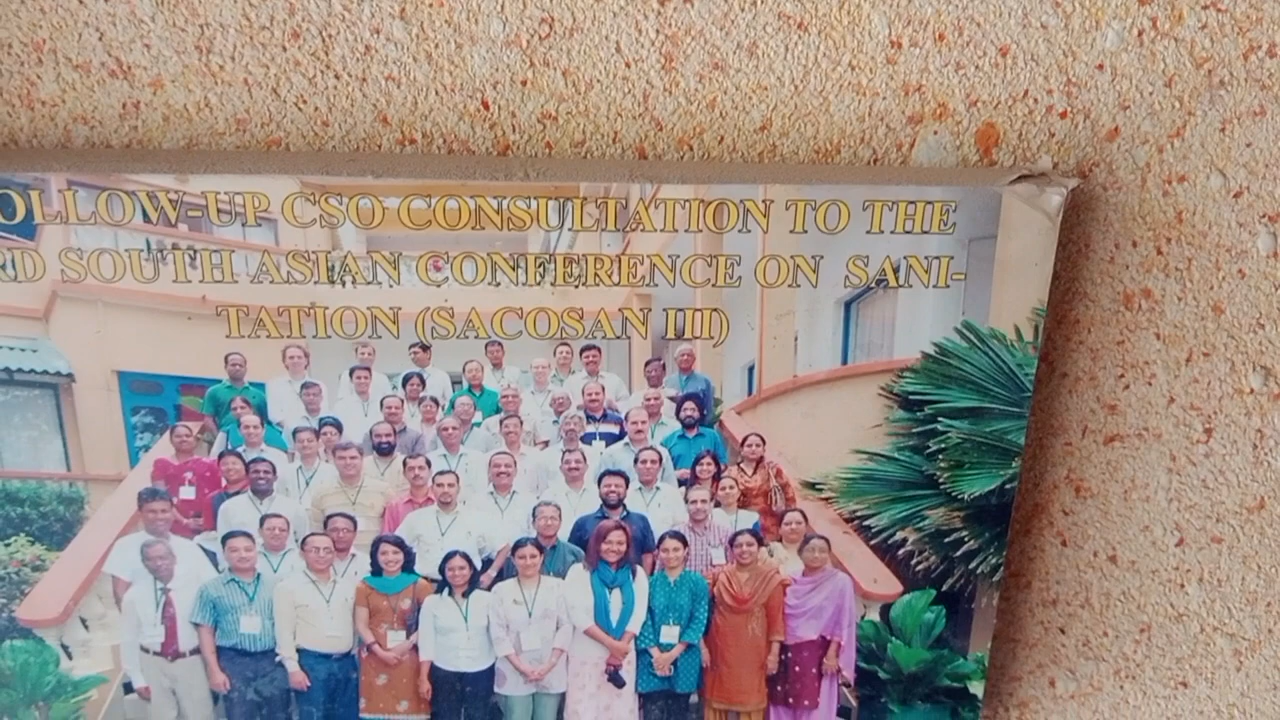 OLLOW-UP CSO CONSULTATION TO THE
RD SOUTH ASIAN CONFERENCE ON SANI-
TATION (SACOSAN III)